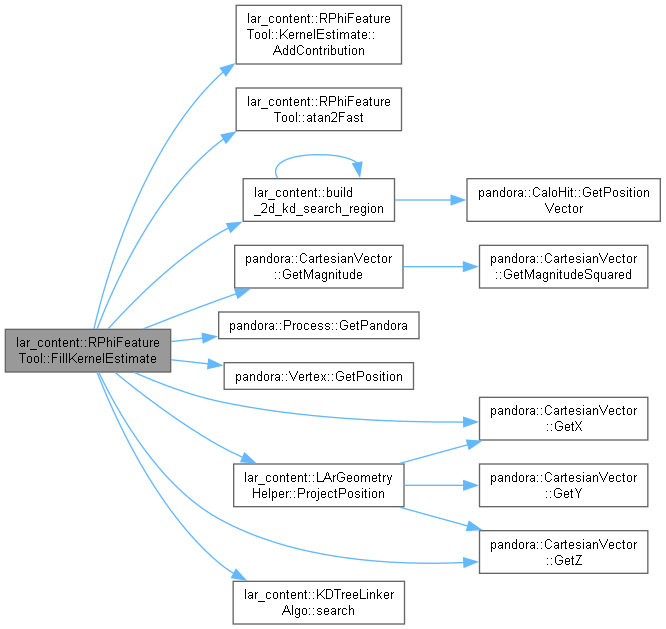 lar_content::RPhiFeature
Tool::KernelEstimate::
AddContribution
lar_content::RPhiFeature
Tool::atan2Fast
lar_content::build
_2d_kd_search_region
pandora::CaloHit::GetPosition
Vector
pandora::CartesianVector
::GetMagnitude
pandora::CartesianVector
::GetMagnitudeSquared
lar_content::RPhiFeature
Tool::FillKernelEstimate
pandora::Process::GetPandora
pandora::Vertex::GetPosition
pandora::CartesianVector
::GetX
lar_content::LArGeometry
Helper::ProjectPosition
pandora::CartesianVector
::GetY
pandora::CartesianVector
::GetZ
lar_content::KDTreeLinker
Algo::search